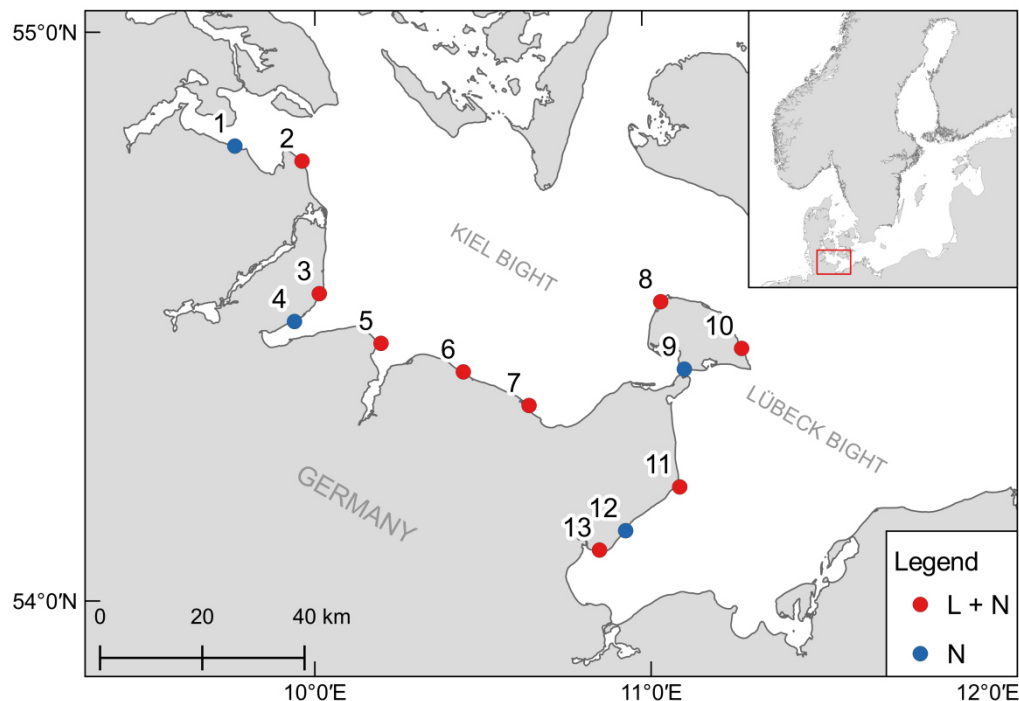 55°0′N
1
2
KIEL BIGHT
3
4
8
5
10
9
6
7
LÜBECK BIGHT
11
GERMANY
12
13
Legend
54°0′N
0 20 40 km
L + N
N
10°0′E 11°0′E 12°0′E